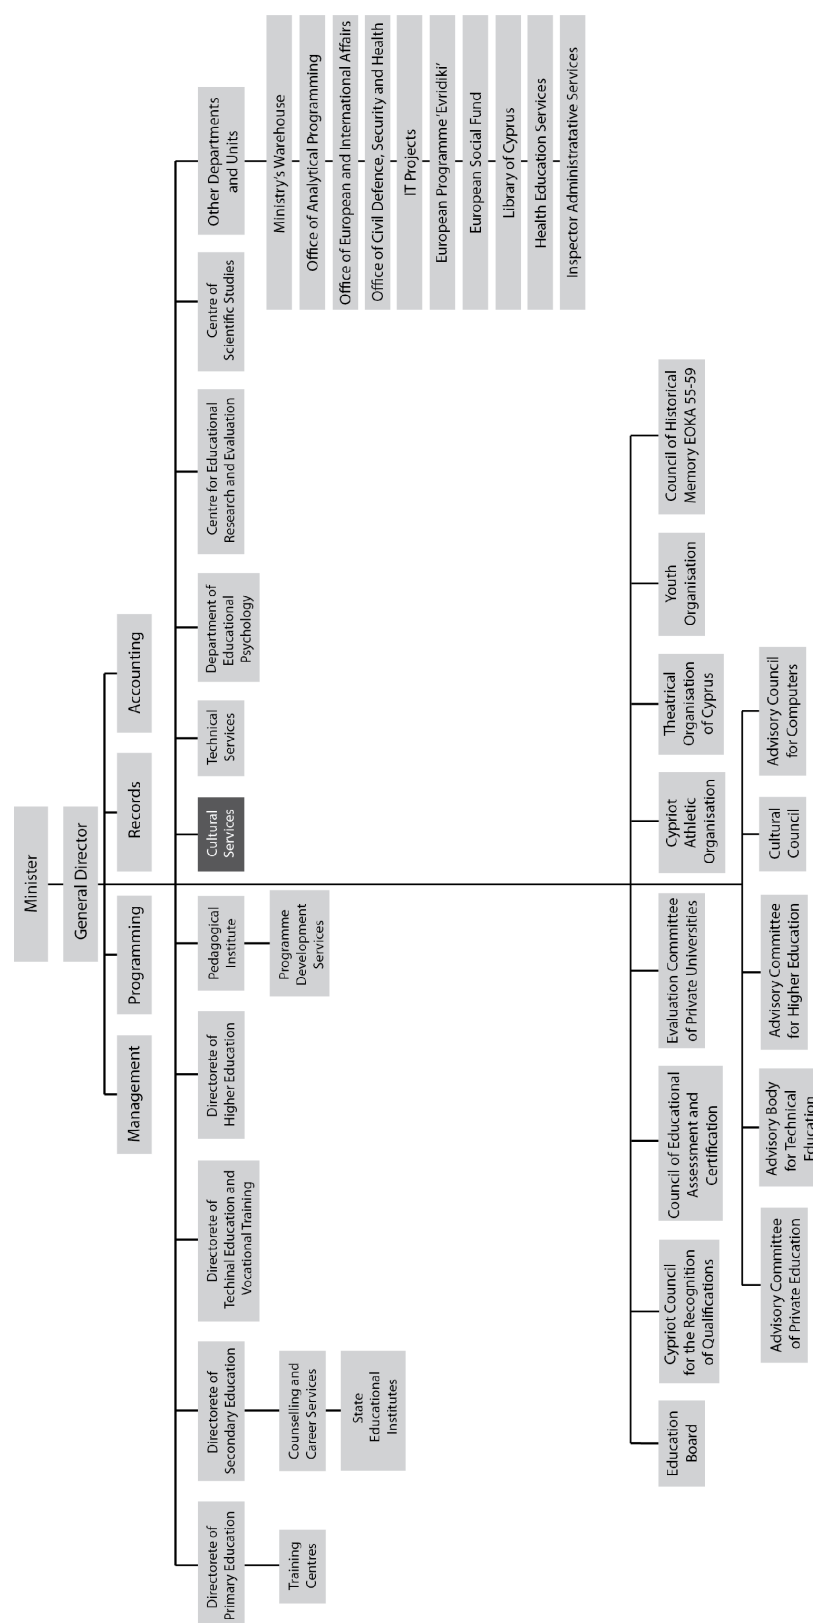 Minister
General Director
Management
Programming
Records
Accounting
Directorete of
Primary Education
Training
Centres
Directorete of
Secondary Education
Counselling and
Career Services
State
Educational
Institutes
Directorete of
Techinal Education and
Vocational Training
Directorete of
Higher Education
Pedagogical
Institute
Programme
Development
Services
Cultural
Services
Technical
Services
Department of
Educational
Psychology
Centre for Educational
Research and Evaluation
Centre of
Scientific Studies
Other Departments
and Units
Ministry's Warehouse
Office of Analytical Programming
Office of European and International Affairs
Office of Civil Defence, Security and Health
IT Projects
European Programme 'Evridiki'
European Social Fund
Library of Cyprus
Health Education Services
Inspector Administratative Services
Education
Board
Cypriot Council
for the Recognition
of Qualifications
Council of Educational
Assessment and
Certification
Evaluation Committee
of Private Universities
Cypriot
Athletic
Organisation
Theatrical
Organisation
of Cyprus
Youth
Organisation
Council of Historical
Memory EOKA 55-59
Advisory Committee
of Private Education
Advisory Body
for Technical
Education
Advisory Committee
for Higher Education
Cultural
Council
Advisory Council
for Computers